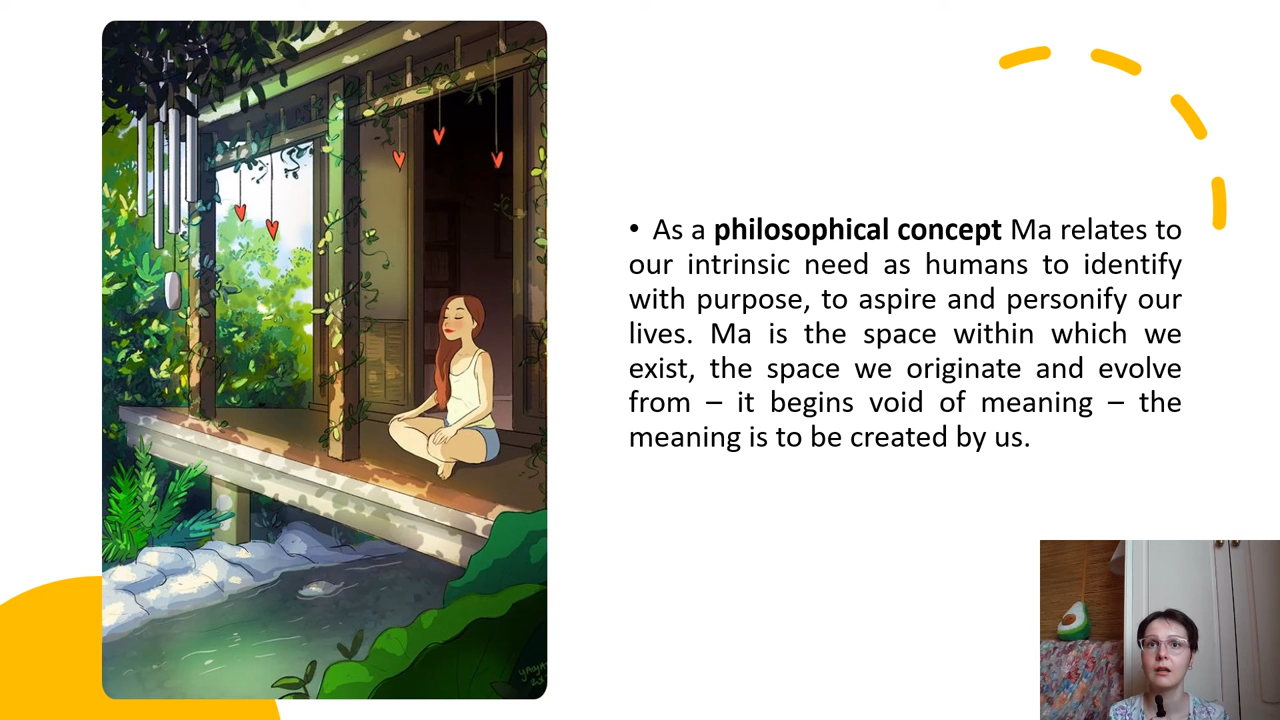 • As a philosophical concept Ma relates to
our intrinsic need as humans to identify
with purpose, to aspire and personify our
lives. Ma is the space within which we
exist, the space we originate and evolve
from – it begins void of meaning – the
meaning is to be created by us.